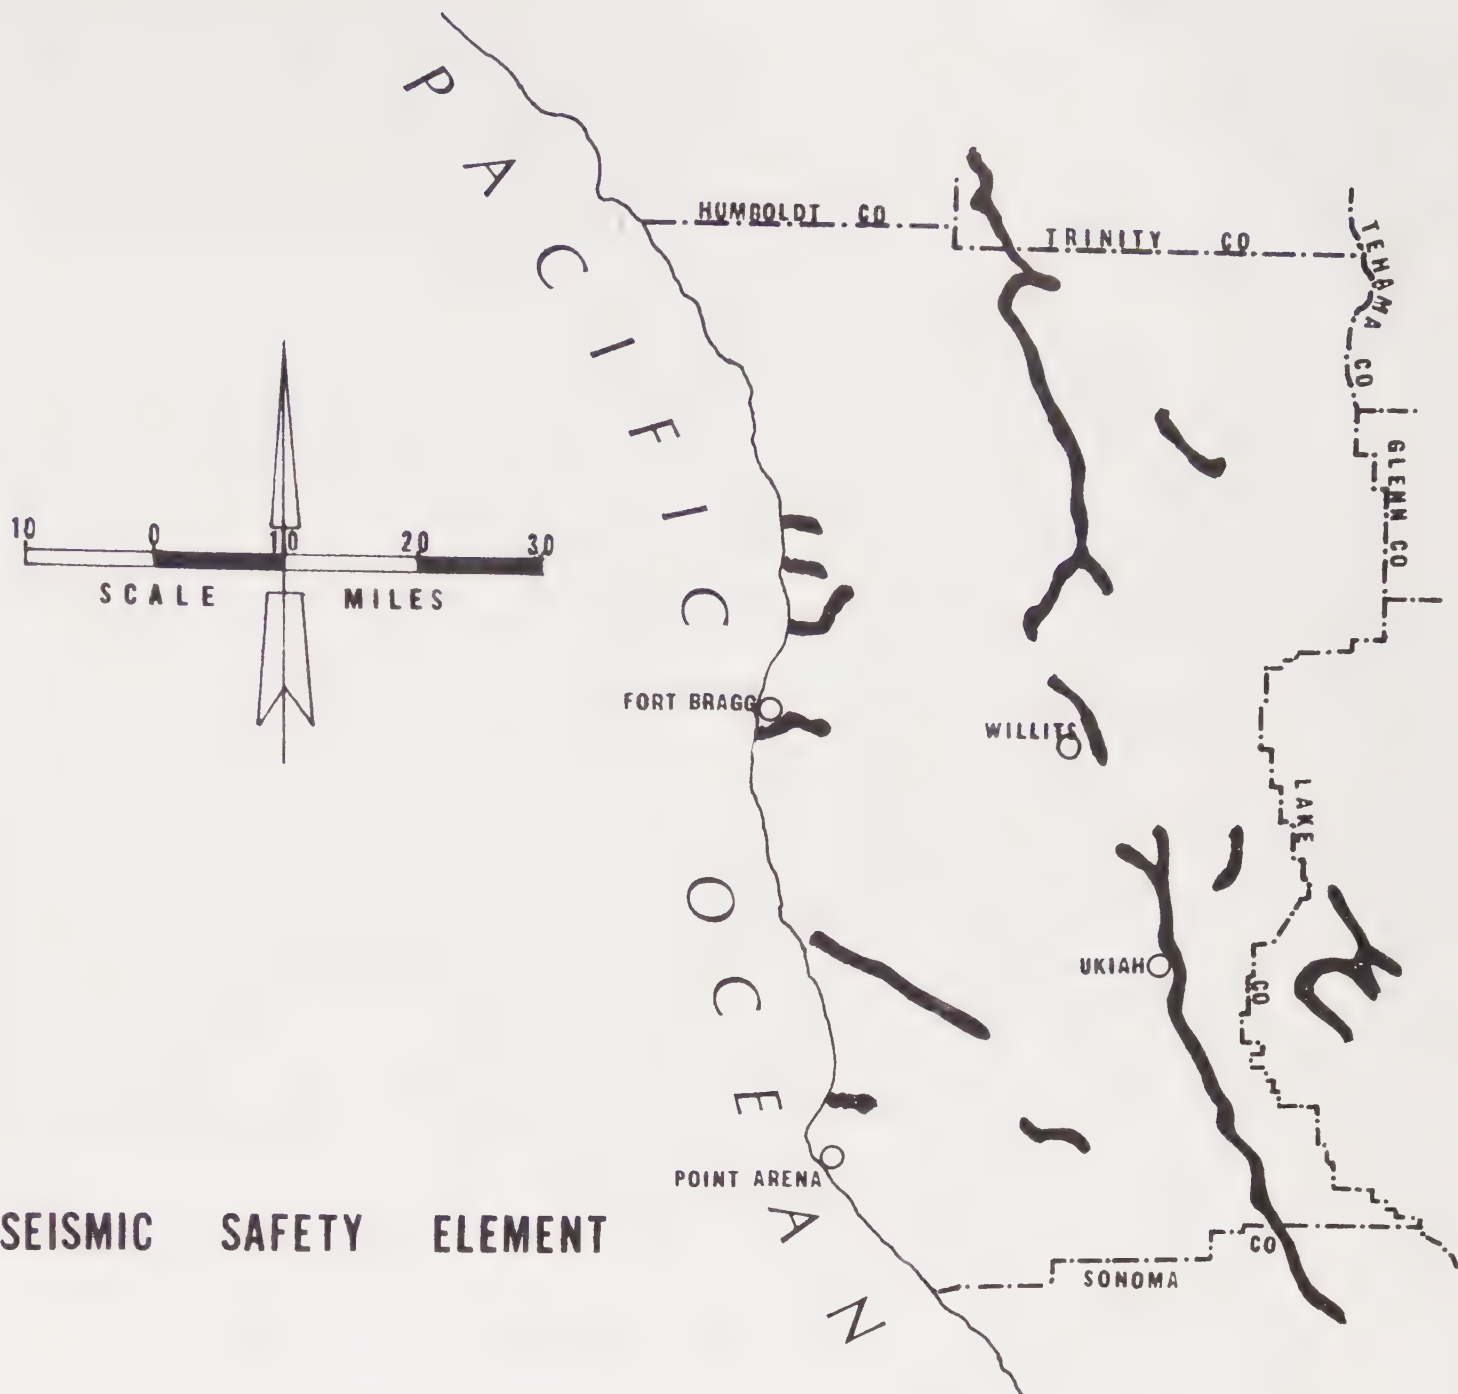 PACIFIC OCEAN
HUMBOLDT CO
TRINITY CO
TEHAMA CO
GLENN CO
10 0 10 20 30
SCALE MILES
FORT BRAGG
WILLITS
LAKE CO
UKIAH
POINT ARENA
SEISMIC SAFETY ELEMENT
SONOMA CO